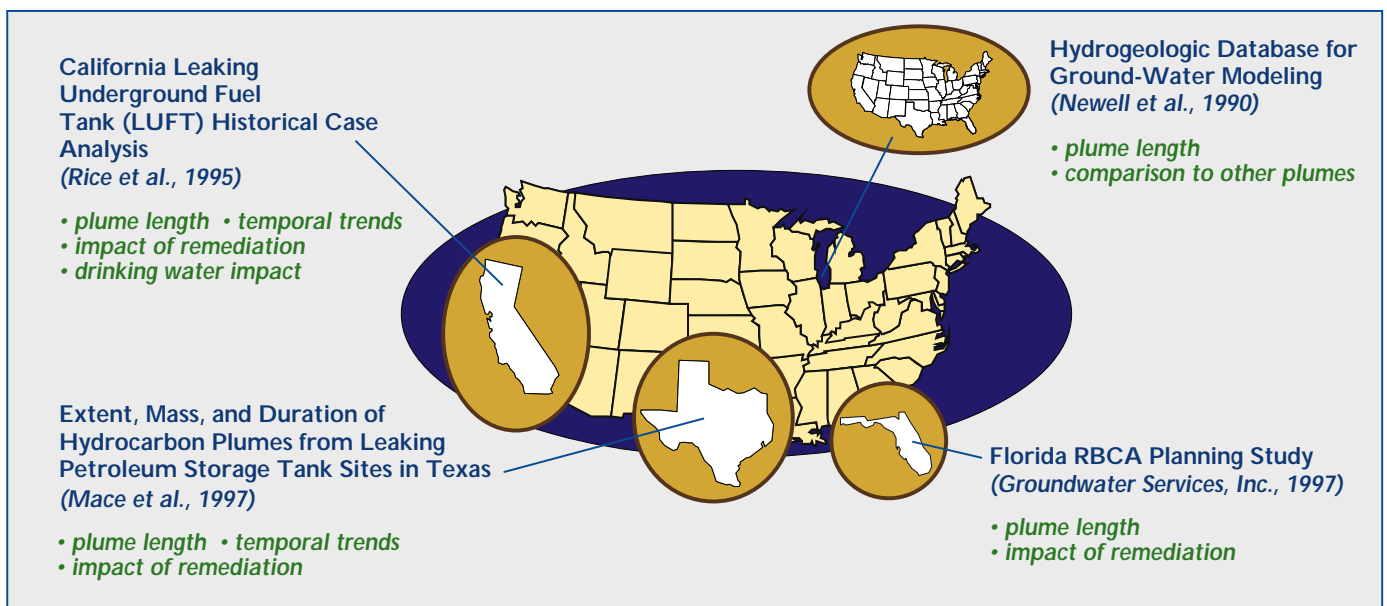 California Leaking
Underground Fuel
Tank (LUFT) Historical Case
Analysis
(Rice et al., 1995)
• plume length • temporal trends
• impact of remediation
• drinking water impact
Hydrogeologic Database for
Ground-Water Modeling
(Newell et al., 1990)
• plume length
• comparison to other plumes
Extent, Mass, and Duration of
Hydrocarbon Plumes from Leaking
Petroleum Storage Tank Sites in Texas
(Mace et al., 1997)
• plume length • temporal trends
• impact of remediation
Florida RBCA Planning Study
(Groundwater Services, Inc., 1997)
• plume length
• impact of remediation